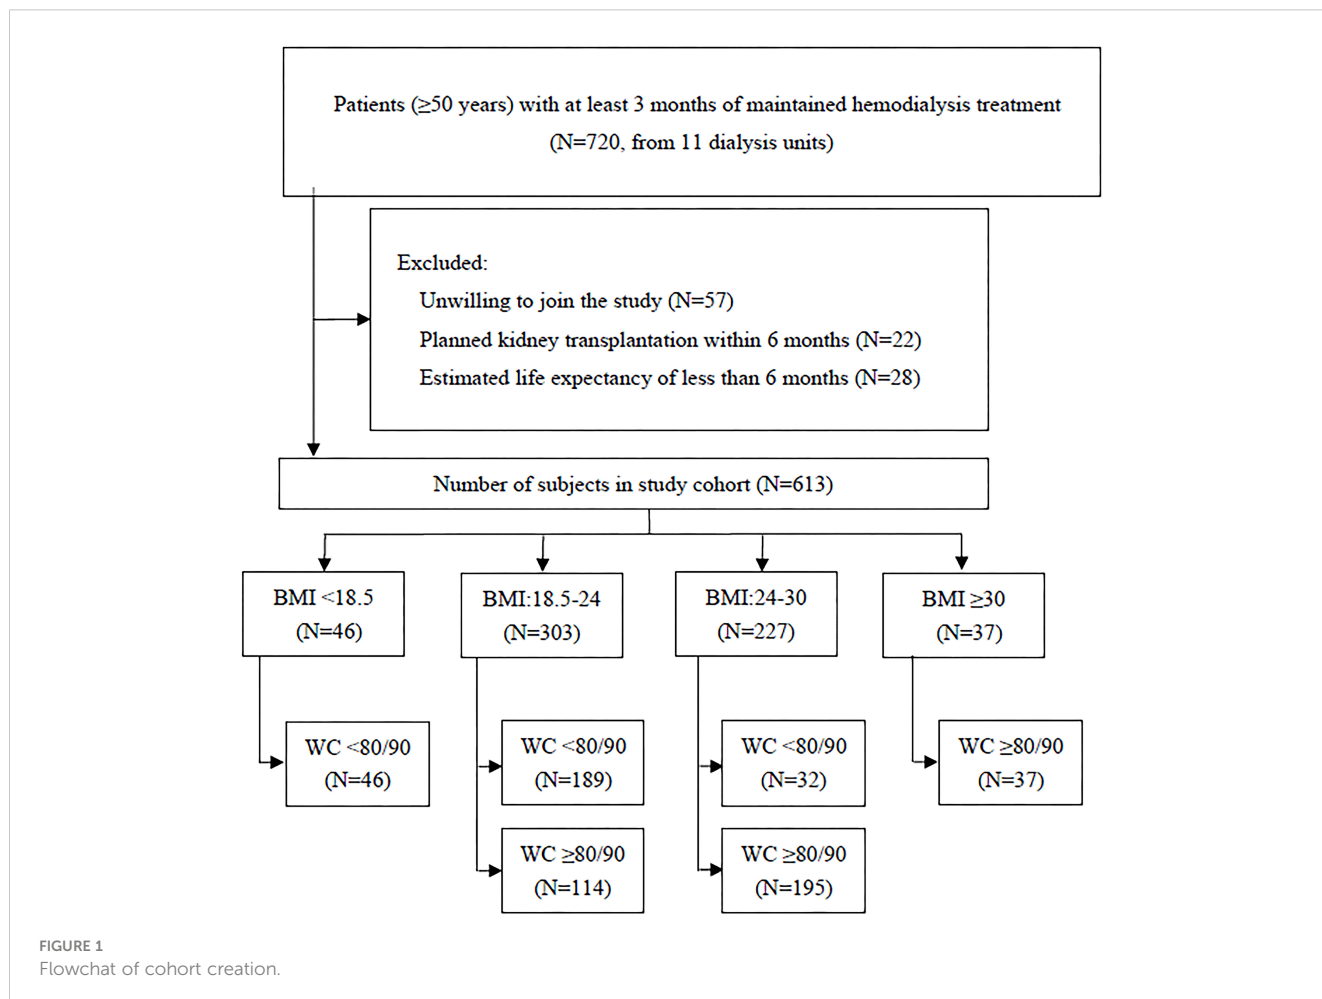 Patients (≥50 years) with at least 3 months of maintained hemodialysis treatment
(N=720, from 11 dialysis units)
Excluded:
Unwilling to join the study (N=57)
Planned kidney transplantation within 6 months (N=22)
Estimated life expectancy of less than 6 months (N=28)
Number of subjects in study cohort (N=613)
BMI <18.5
(N=46)
BMI:18.5-24
(N=303)
BMI:24-30
(N=227)
BMI ≥30
(N=37)
WC <80/90
(N=46)
WC <80/90
(N=189)
WC <80/90
(N=32)
WC ≥80/90
(N=37)
WC ≥80/90
(N=114)
WC ≥80/90
(N=195)
FIGURE 1
Flowchat of cohort creation.